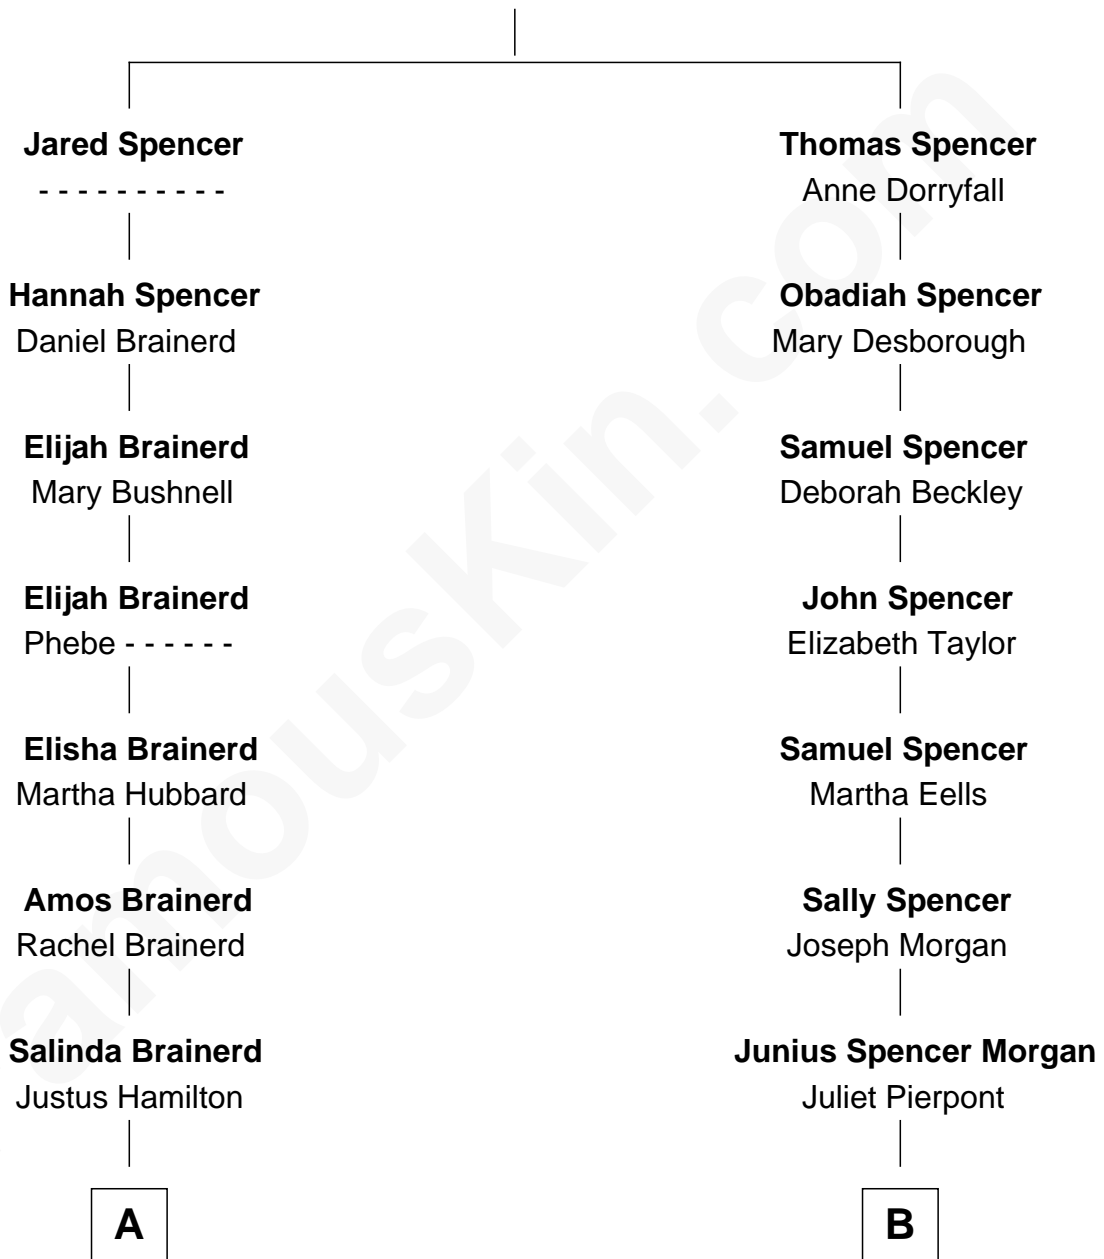 Jared Spencer
- - - - - - - - - -
Thomas Spencer
Anne Dorryfall
Hannah Spencer
Daniel Brainerd
Obadiah Spencer
Mary Desborough
Elijah Brainerd
Mary Bushnell
Samuel Spencer
Deborah Beckley
Elijah Brainerd
Phebe - - - - - -
John Spencer
Elizabeth Taylor
Elisha Brainerd
Martha Hubbard
Samuel Spencer
Martha Eells
Amos Brainerd
Rachel Brainerd
Sally Spencer
Joseph Morgan
Salinda Brainerd
Justus Hamilton
Junius Spencer Morgan
Juliet Pierpont
A
B
amousKin.com